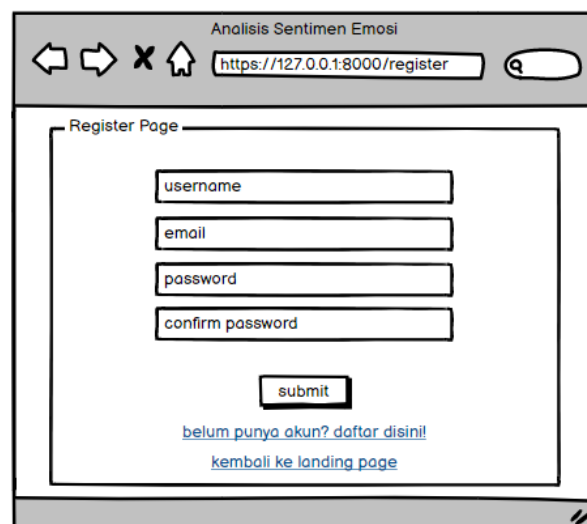 Analisis Sentimen Emosi
https://127.0.0.1:8000/register
Register Page
username
email
password
confirm password
submit
belum punya akun? daftar disini!
kembali ke landing page